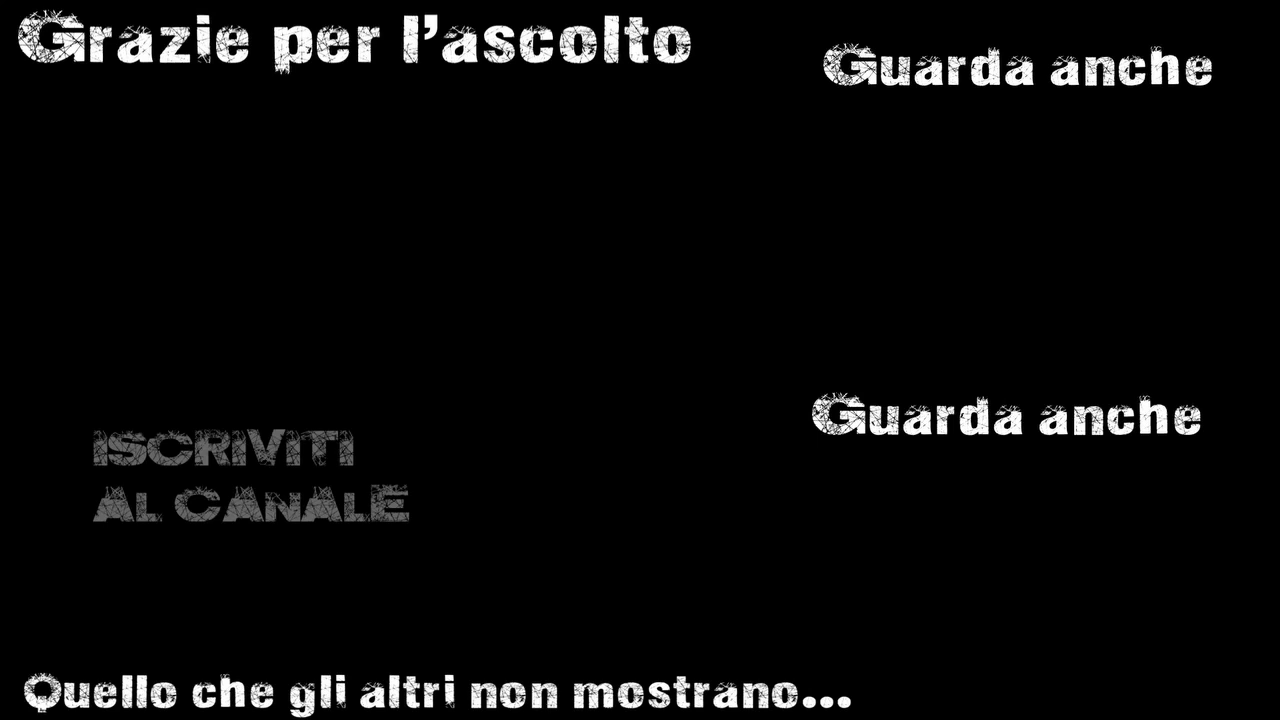 Grazie per l'ascolto
Guarda anche
Guarda anche
ISCRIVITI
AL CANALE
Quello che gli altri non mostrano...